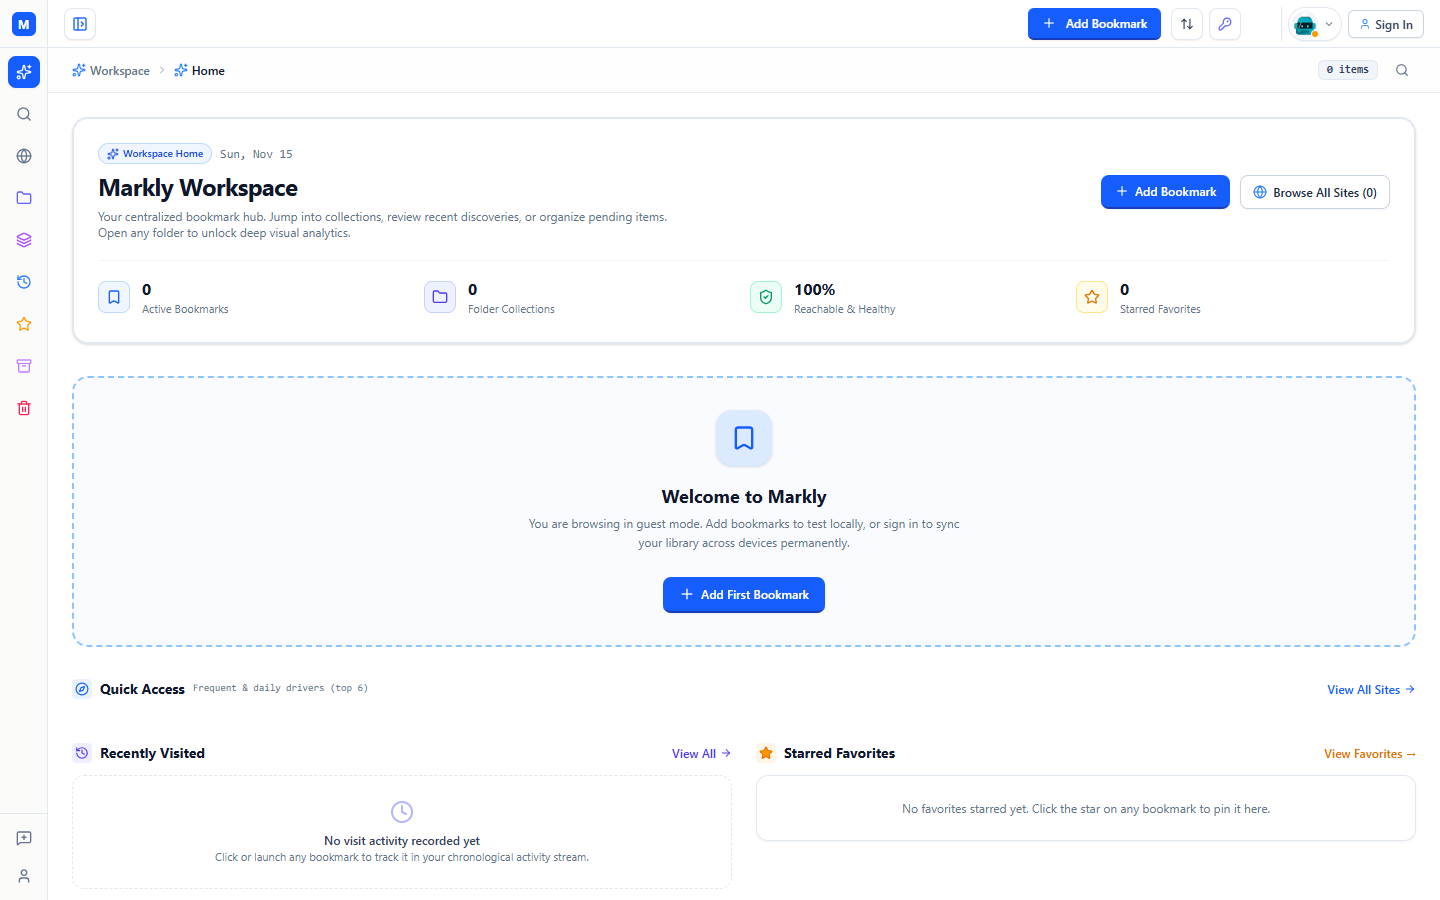 M
Add Bookmark
Sign In
Workspace
Home
0 items
Workspace Home
Sun, Nov 15
Markly Workspace
Your centralized bookmark hub. Jump into collections, review recent discoveries, or organize pending items.
Open any folder to unlock deep visual analytics.
Add Bookmark
Browse All Sites (0)
0
Active Bookmarks
0
Folder Collections
100%
Reachable & Healthy
0
Starred Favorites
Welcome to Markly
You are browsing in guest mode. Add bookmarks to test locally, or sign in to sync
your library across devices permanently.
Add First Bookmark
Quick Access
Frequent & daily drivers (top 6)
View All Sites
Recently Visited
View All
No visit activity recorded yet
Click or launch any bookmark to track it in your chronological activity stream.
Starred Favorites
View Favorites →
No favorites starred yet. Click the star on any bookmark to pin it here.